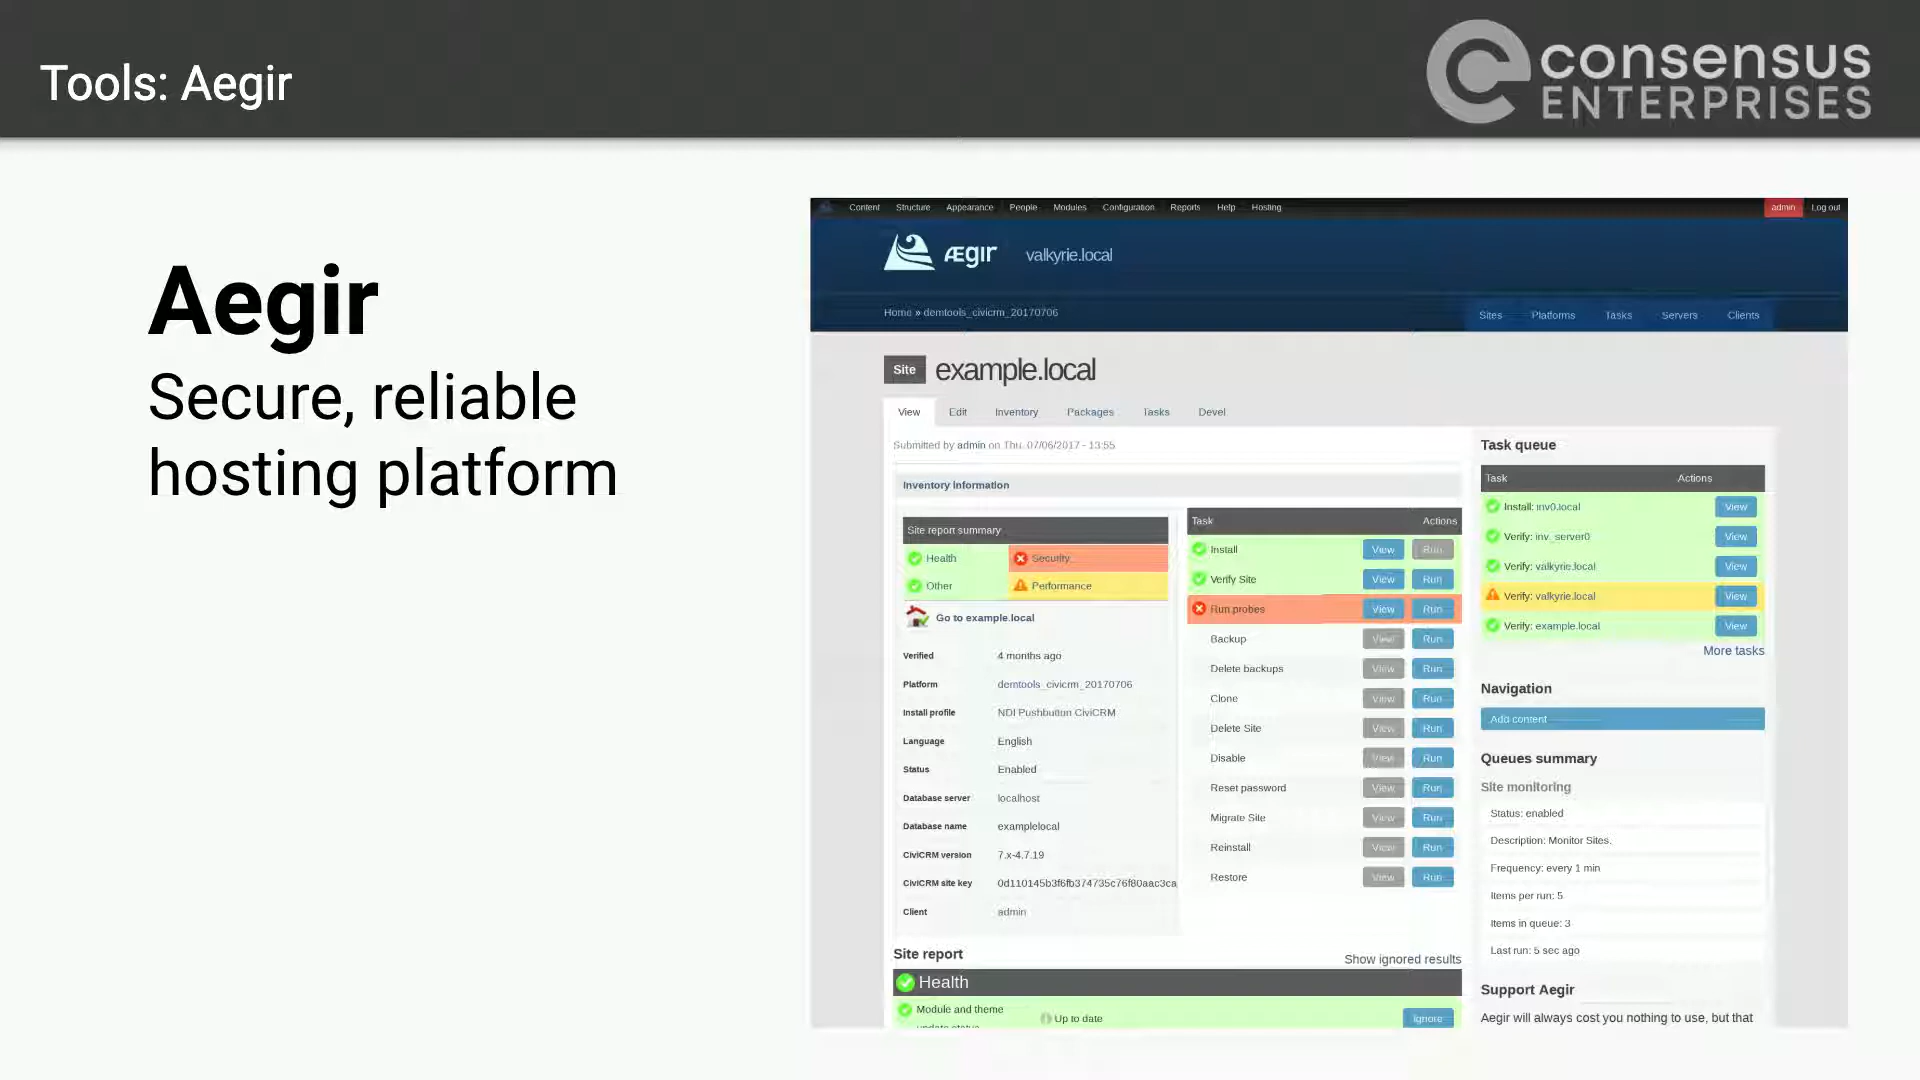 Tools: Aegir
consensus
ENTERPRISES
Aegir
Secure, reliable
hosting platform
Content Structure Appearance People Modules Configuration Reports Help Hosting admin Log out
ÆGIR valkyrie.local
Home » demtools_civicrm_20170706
Sites Platforms Tasks Servers Clients
Site example.local
View Edit Inventory Packages Tasks Devel
Submitted by admin on Thu, 07/06/2017 - 13:55
Inventory Information
Site report summary
Health Security
Other Performance
Go to example.local
Verified 4 months ago
Platform demtools_civicrm_20170706
Install profile NDI Pushbutton CiviCRM
Language English
Status Enabled
Database server localhost
Database name examplelocal
CiviCRM version 7.x-4.7.19
CiviCRM site key 0d110145b3f6fb374735c76f80aac3ca
Client admin
Task Actions
Install View Run
Verify Site View Run
Run probes View Run
Backup View Run
Delete backups View Run
Clone View Run
Delete Site View Run
Disable View Run
Reset password View Run
Migrate Site View Run
Reinstall View Run
Restore View Run
Site report
Show ignored results
Health
Module and theme
update status
Up to date
Ignore
Task queue
Task Actions
Install: inv0.local View
Verify: inv_server0 View
Verify: valkyrie.local View
Verify: valkyrie.local View
Verify: example.local View
More tasks
Navigation
Add content
Queues summary
Site monitoring
Status: enabled
Description: Monitor Sites.
Frequency: every 1 min
Items per run: 5
Items in queue: 3
Last run: 5 sec ago
Support Aegir
Aegir will always cost you nothing to use, but that